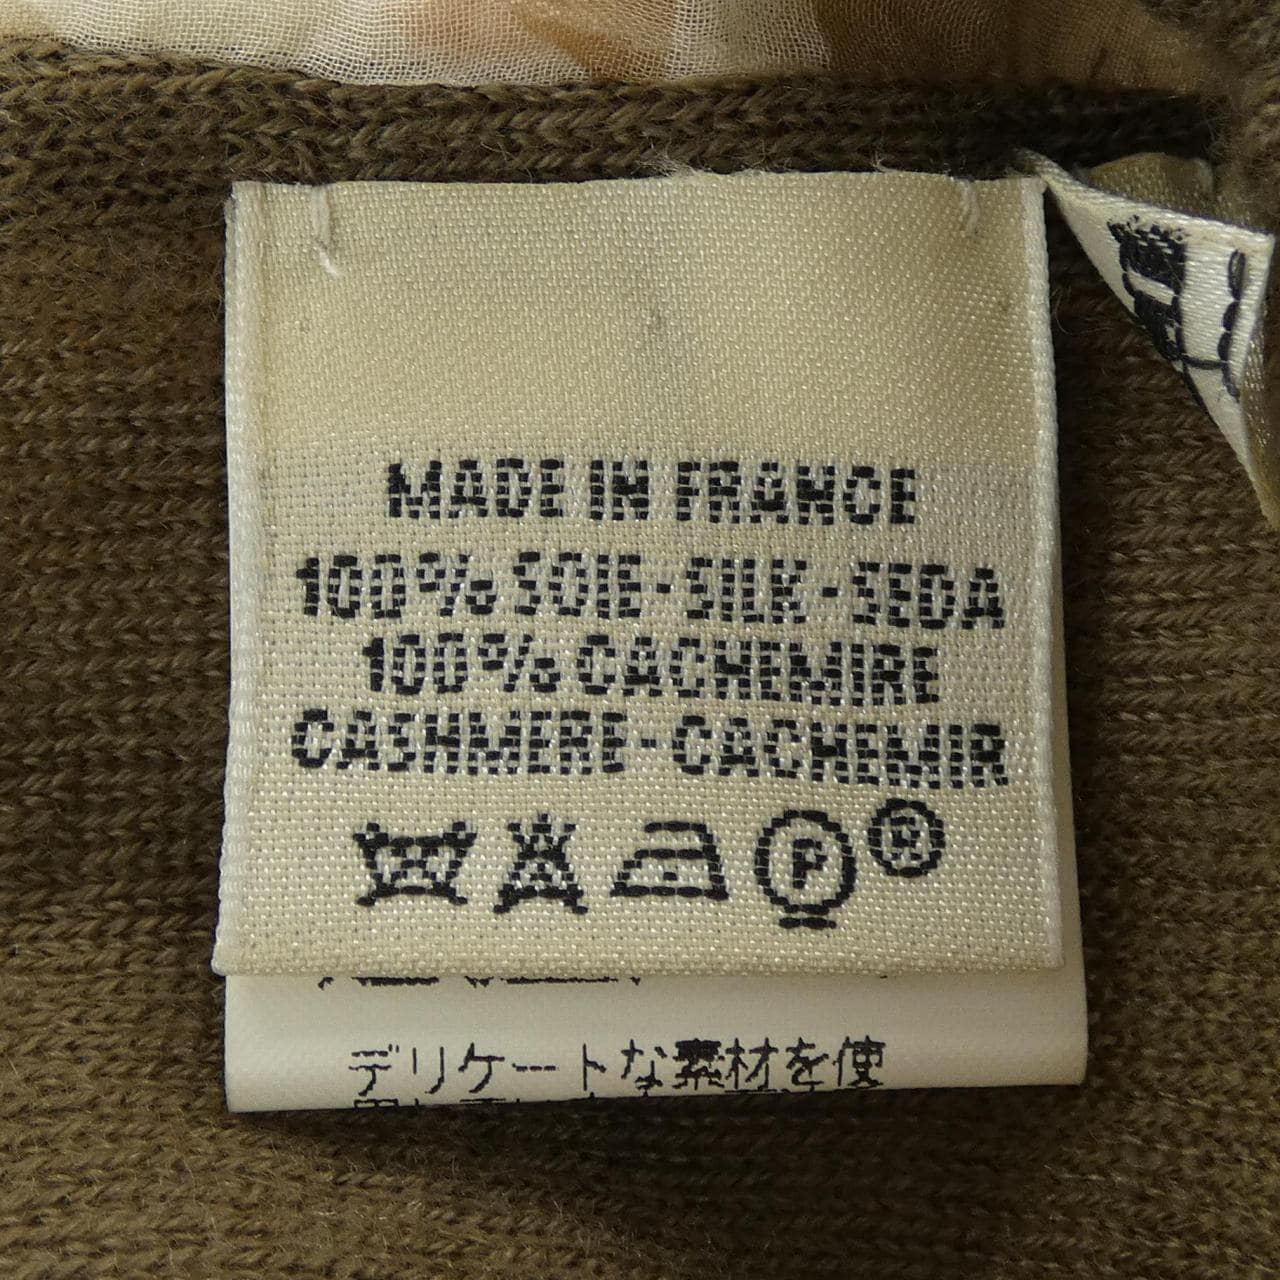 MADE IN FRANCE
100% SOIE-SILK-SEDA
100% CACHEMIRE
CASHMERE-CACHEMIR
P
®
デリケートな素材を使